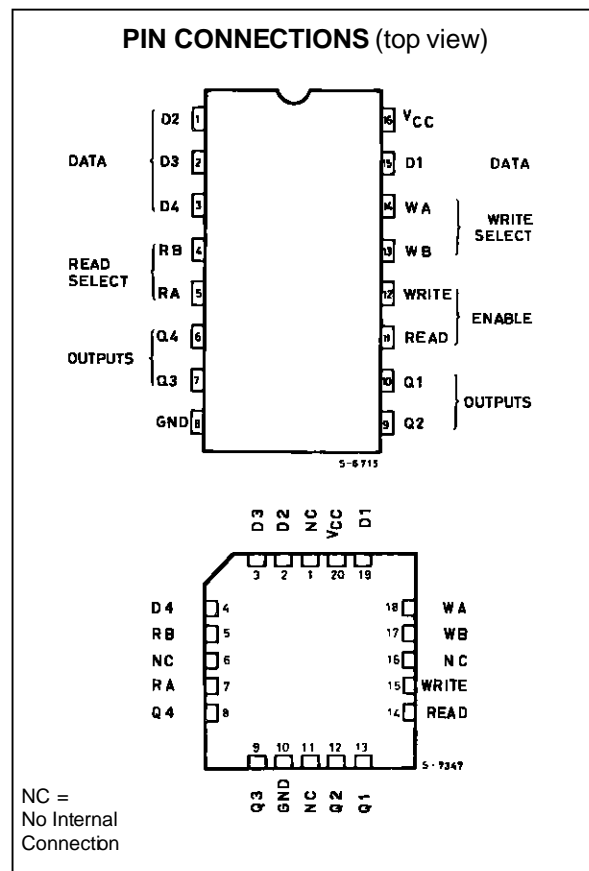 PIN CONNECTIONS (top view)
D2 1 16 VCC
DATA D3 2 15 D1 DATA
D4 3 14 WA
WRITE SELECT
RB 4 13 WB
READ SELECT
RA 5 12 WRITE
ENABLE
Q4 6 11 READ
OUTPUTS
Q3 7 10 Q1
OUTPUTS
GND 8 9 Q2
S-6715
D3 D2 NC VCC D1
3 2 1 20 19
D4 4 18 WA
RB 5 17 WB
NC 6 16 NC
RA 7 15 WRITE
Q4 8 14 READ
9 10 11 12 13
S-7347
Q3 GND NC Q2 Q1
NC =
No Internal
Connection